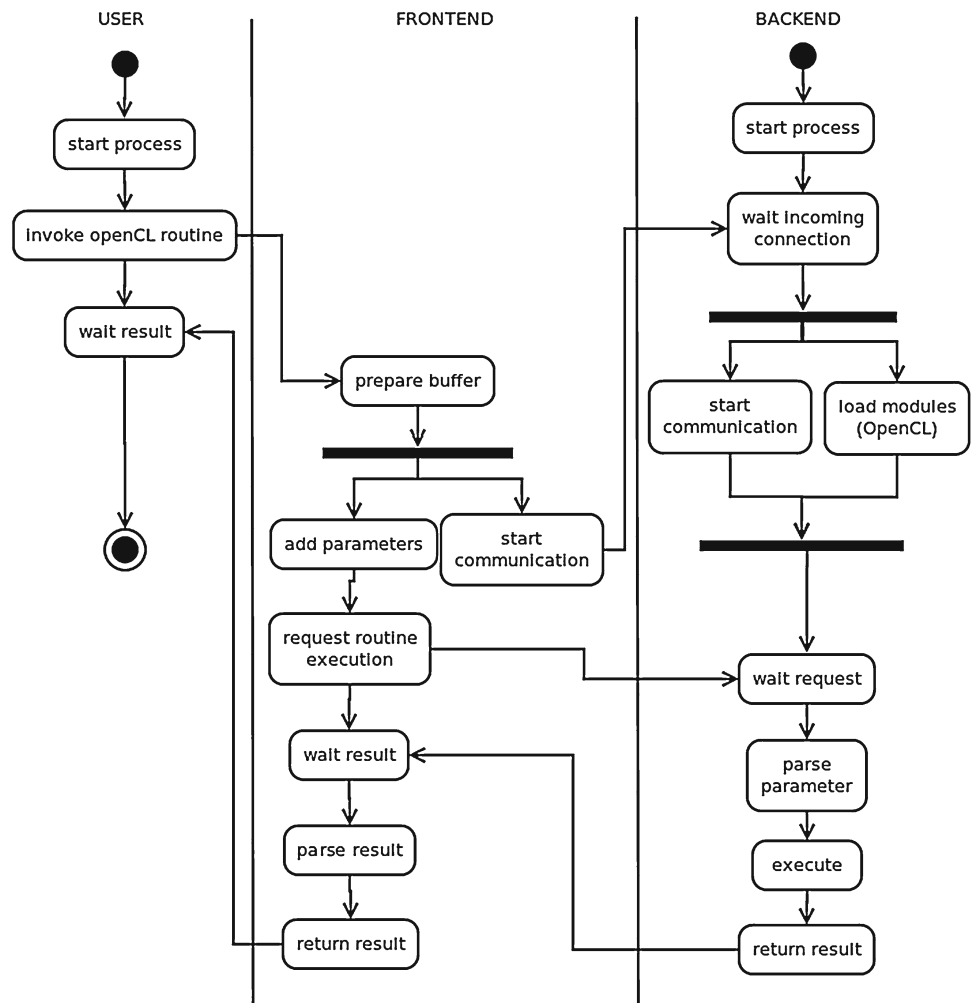 USER
FRONTEND
BACKEND
start process
invoke openCL routine
wait result
prepare buffer
add parameters
start
communication
request routine
execution
wait result
parse result
return result
start process
wait incoming
connection
start
communication
load modules
(OpenCL)
wait request
parse
parameter
execute
return result